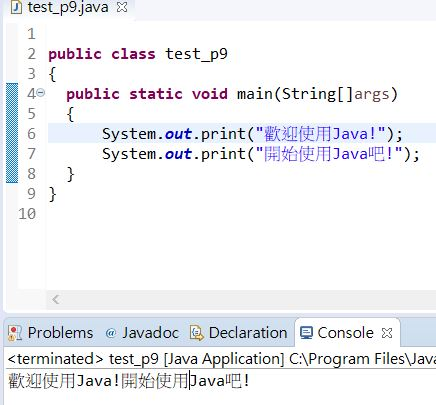 test_p9.java
1
2 public class test_p9
3 {
4 public static void main(String[]args)
5 {
6 System.out.print("歡迎使用Java!");
7 System.out.print("開始使用Java吧!");
8 }
9 }
10
Problems @ Javadoc Declaration Console
<terminated> test_p9 [Java Application] C:\Program Files\Java
歡迎使用Java!開始使用Java吧!